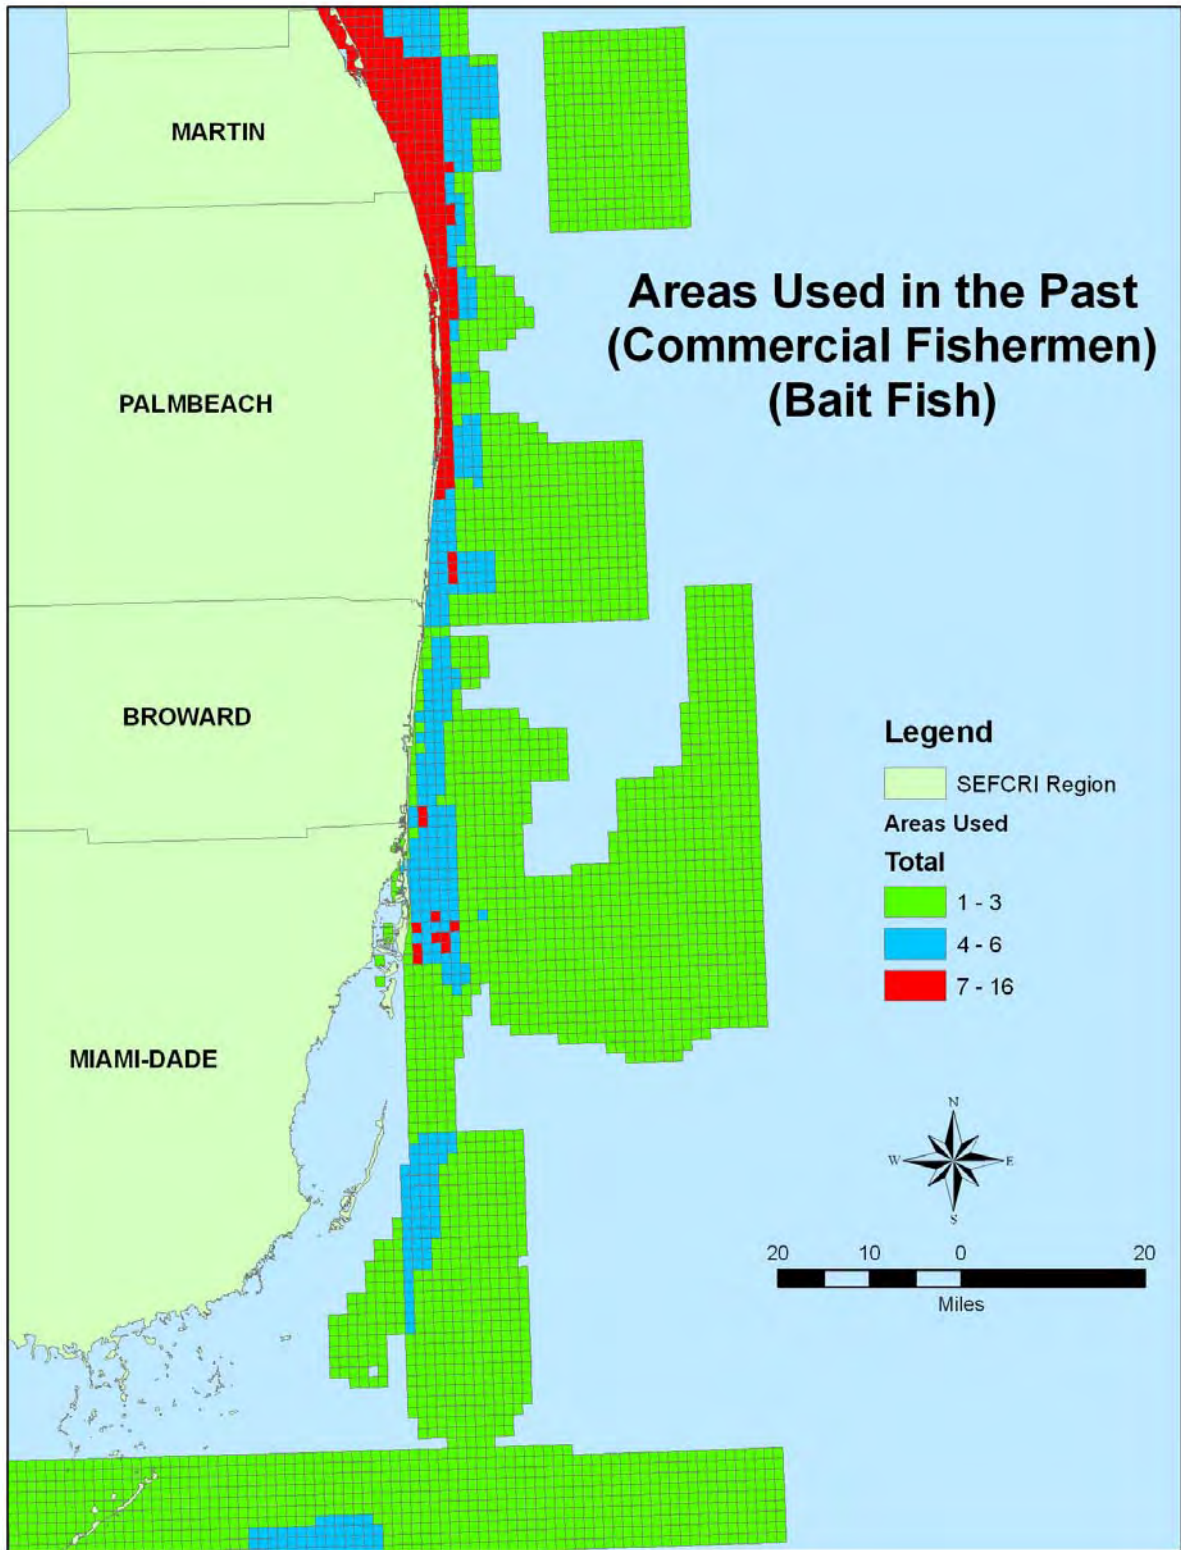 MARTIN
Areas Used in the Past
(Commercial Fishermen)
(Bait Fish)
PALMBEACH
BROWARD
Legend
SEFCRI Region
Areas Used
Total
1 - 3
4 - 6
7 - 16
MIAMI-DADE
N
W E
S
20 10 0 20
Miles